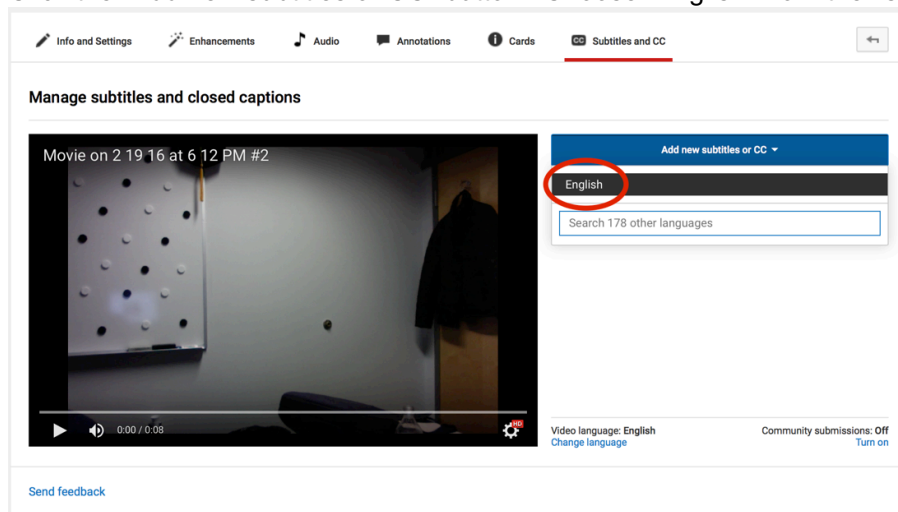 Info and Settings
Enhancements
Audio
Annotations
Cards
CC Subtitles and CC
Manage subtitles and closed captions
Movie on 2 19 16 at 6 12 PM #2
Add new subtitles or CC
English
Search 178 other languages
0:00 / 0:08
HD
Video language: English
Change language
Community submissions: Off
Turn on
Send feedback